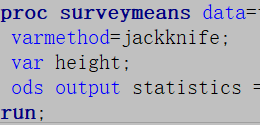 proc surveymeans data=
varmethod=jackknife;
var height;
ods output statistics =
run;